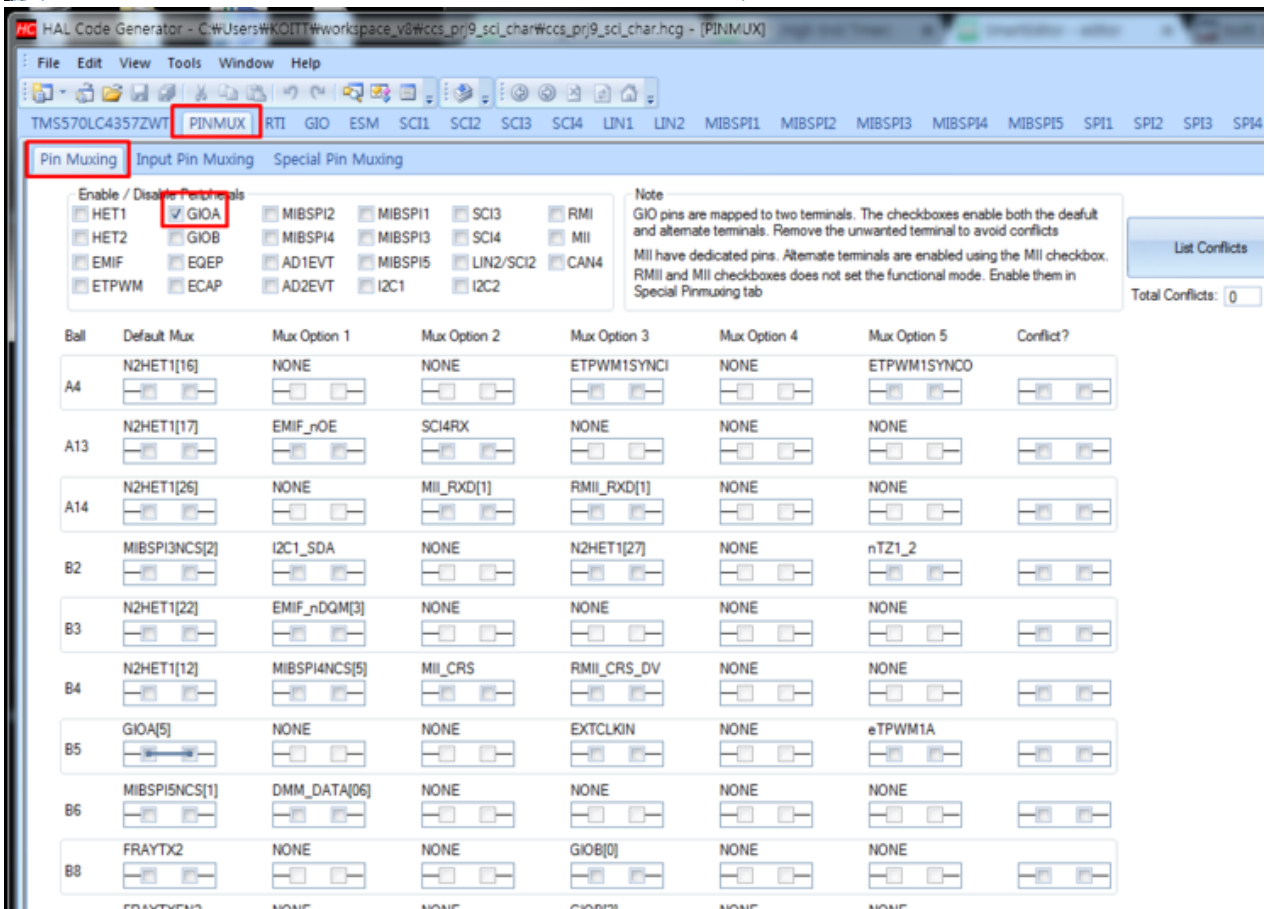 HC HAL Code Generator - C:₩Users₩KOITT₩workspace_v8₩ccs_prj9_sci_char₩ccs_prj9_sci_char.hcg - [PINMUX]
File Edit View Tools Window Help
TMS570LC4357ZWT PINMUX RTI GIO ESM SCI1 SCI2 SCI3 SCI4 LIN1 LIN2 MIBSPI1 MIBSPI2 MIBSPI3 MIBSPI4 MIBSPI5 SPI1 SPI2 SPI3 SPI4
Pin Muxing Input Pin Muxing Special Pin Muxing
Enable / Disable Peripherals
HET1 GIOA MIBSPI2 MIBSPI1 SCI3 RMI
HET2 GIOB MIBSPI4 MIBSPI3 SCI4 MII
EMIF EQEP AD1EVT MIBSPI5 LIN2/SCI2 CAN4
ETPWM ECAP AD2EVT I2C1 I2C2
Note
GIO pins are mapped to two terminals. The checkboxes enable both the deafult
and alternate terminals. Remove the unwanted terminal to avoid conflicts
MII have dedicated pins. Alternate terminals are enabled using the MII checkbox.
RMII and MII checkboxes does not set the functional mode. Enable them in
Special Pinmuxing tab
List Conflicts
Total Conflicts: 0
Ball Default Mux Mux Option 1 Mux Option 2 Mux Option 3 Mux Option 4 Mux Option 5 Conflict?
N2HET1[16] NONE NONE ETPWM1SYNCI NONE ETPWM1SYNCO
A4
N2HET1[17] EMIF_nOE SCI4RX NONE NONE NONE
A13
N2HET1[26] NONE MII_RXD[1] RMII_RXD[1] NONE NONE
A14
MIBSPI3NCS[2] I2C1_SDA NONE N2HET1[27] NONE nTZ1_2
B2
N2HET1[22] EMIF_nDQM[3] NONE NONE NONE NONE
B3
N2HET1[12] MIBSPI4NCS[5] MII_CRS RMII_CRS_DV NONE NONE
B4
GIOA[5] NONE NONE EXTCLKIN NONE eTPWM1A
B5
MIBSPI5NCS[1] DMM_DATA[06] NONE NONE NONE NONE
B6
FRAYTX2 NONE NONE GIOB[0] NONE NONE
B8